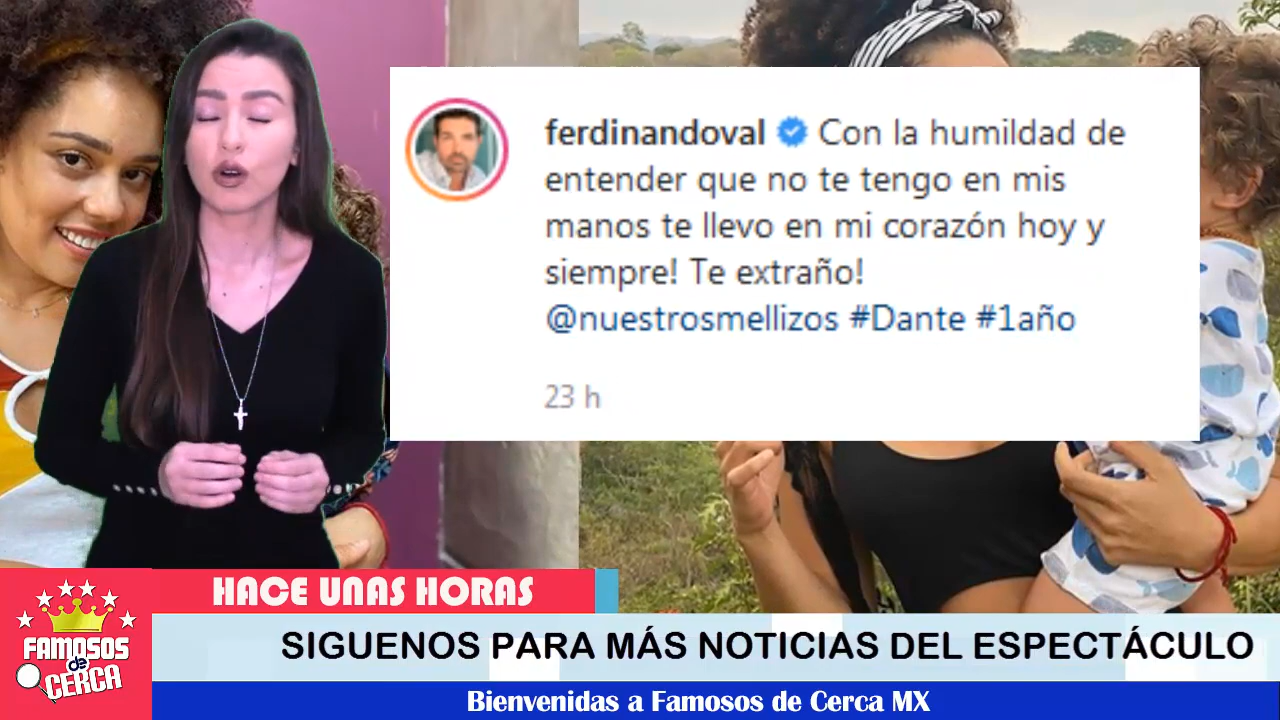 ferdinandoval Con la humildad de
entender que no te tengo en mis
manos te llevo en mi corazón hoy y
siempre! Te extraño!
@nuestrosmellizos #Dante #1año
23 h
HACE UNAS HORAS
FAMOSOS
de
CERCA
SIGUENOS PARA MÁS NOTICIAS DEL ESPECTÁCULO
Bienvenidas a Famosos de Cerca MX